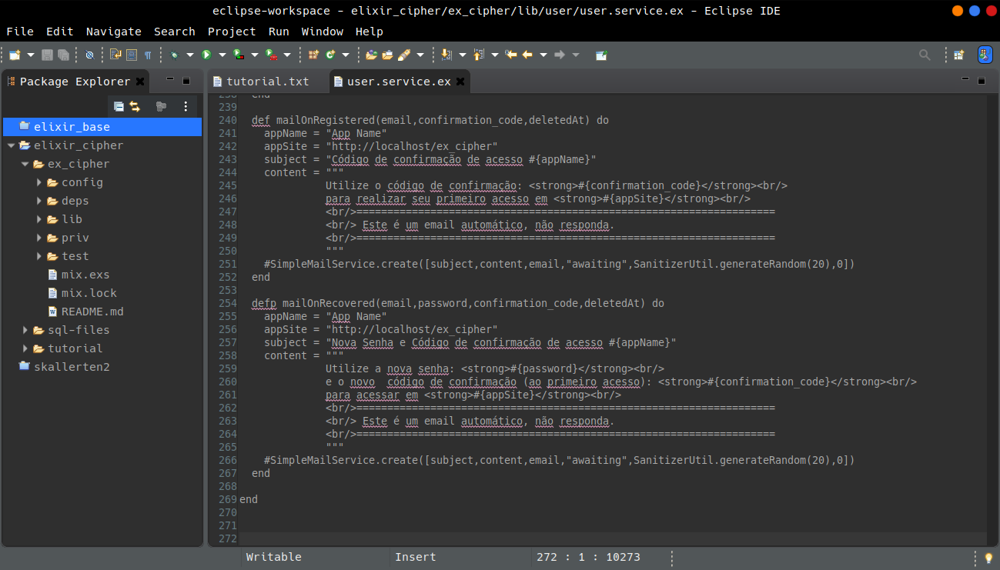 eclipse-workspace - elixir_cipher/ex_cipher/lib/user/user.service.ex - Eclipse IDE
File Edit Navigate Search Project Run Window Help
Package Explorer
elixir_base
elixir_cipher
ex_cipher
config
deps
lib
priv
test
mix.exs
mix.lock
README.md
sql-files
tutorial
skallerten2
tutorial.txt user.service.ex
238 end
239
240 def mailOnRegistered(email,confirmation_code,deletedAt) do
241 appName = "App Name"
242 appSite = "http://localhost/ex_cipher"
243 subject = "Código de confirmação de acesso #{appName}"
244 content = """
245 Utilize o código de confirmação: <strong>#{confirmation_code}</strong><br/>
246 para realizar seu primeiro acesso em <strong>#{appSite}</strong><br/>
247 <br/>====================================================================
248 <br/> Este é um email automático, não responda.
249 <br/>====================================================================
250 """
251 #SimpleMailService.create([subject,content,email,"awaiting",SanitizerUtil.generateRandom(20),0])
252 end
253
254 defp mailOnRecovered(email,password,confirmation_code,deletedAt) do
255 appName = "App Name"
256 appSite = "http://localhost/ex_cipher"
257 subject = "Nova Senha e Código de confirmação de acesso #{appName}"
258 content = """
259 Utilize a nova senha: <strong>#{password}</strong><br/>
260 e o novo  código de confirmação (ao primeiro acesso): <strong>#{confirmation_code}</strong><br/>
261 para acessar em <strong>#{appSite}</strong><br/>
262 <br/>====================================================================
263 <br/> Este é um email automático, não responda.
264 <br/>====================================================================
265 """
266 #SimpleMailService.create([subject,content,email,"awaiting",SanitizerUtil.generateRandom(20),0])
267 end
268
269 end
270
271
272
Writable Insert 272 : 1 : 10273